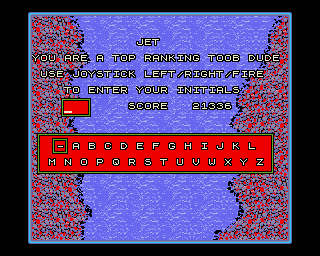 JET
YOU ARE A TOP RANKING TOOB DUDE
USE JOYSTICK LEFT/RIGHT/FIRE
TO ENTER YOUR INITIALS.
SCORE 21336
- A B C D E F G H I J K L
M N O P Q R S T U V W X Y Z